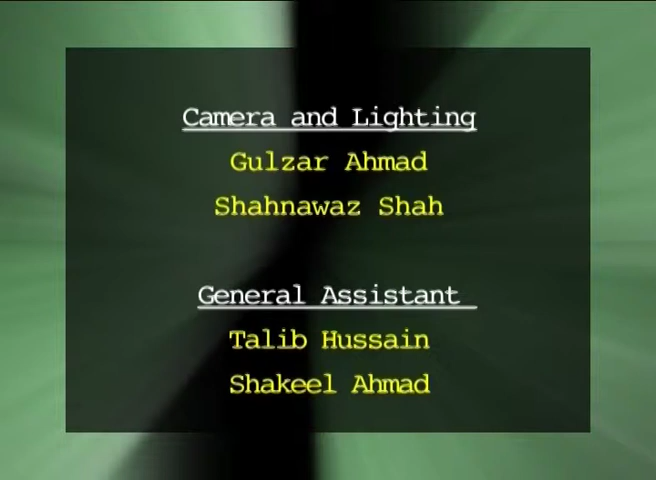 Camera and Lighting
Gulzar Ahmad
Shahnawaz Shah
General Assistant
Talib Hussain
Shakeel Ahmad